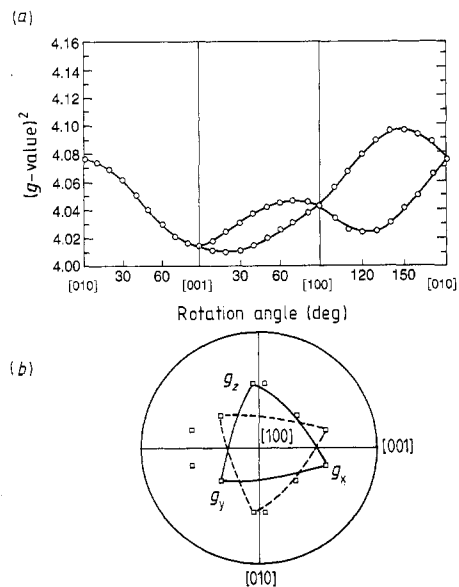 (a)
4.16
4.14
4.12
4.10
4.08
4.06
4.04
4.02
4.00
(g-value)²
[010] 30 60 [001] 30 60 [100] 120 150 [010]
Rotation angle (deg)
(b)
g_z
[100]
[001]
g_x
g_y
[010]